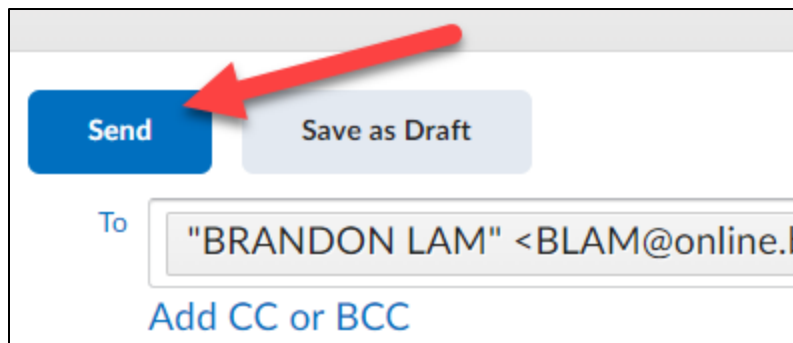 Send Save as Draft
To "BRANDON LAM" <BLAM@online.
Add CC or BCC